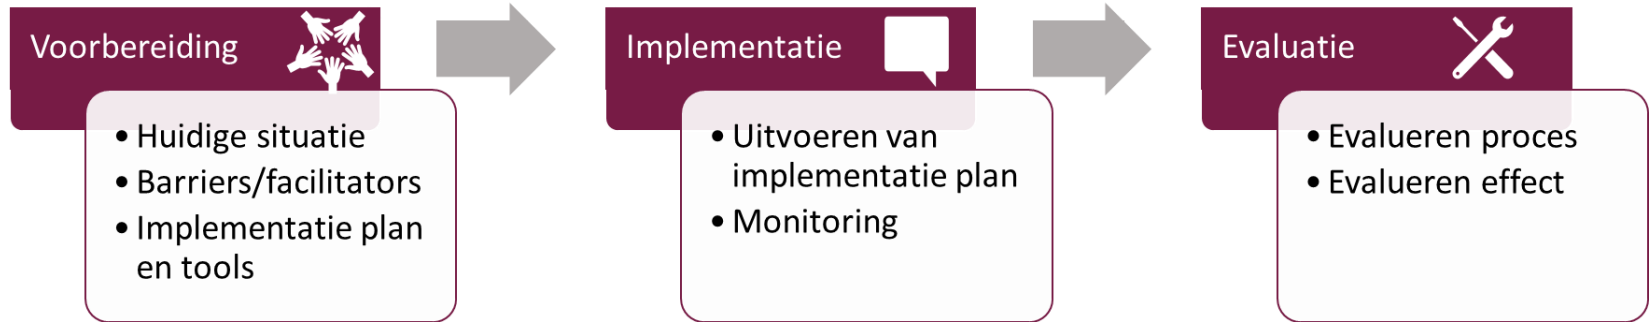 Voorbereiding
• Huidige situatie
• Barriers/facilitators
• Implementatie plan
en tools
Implementatie
• Uitvoeren van
implementatie plan
• Monitoring
Evaluatie
• Evalueren proces
• Evalueren effect